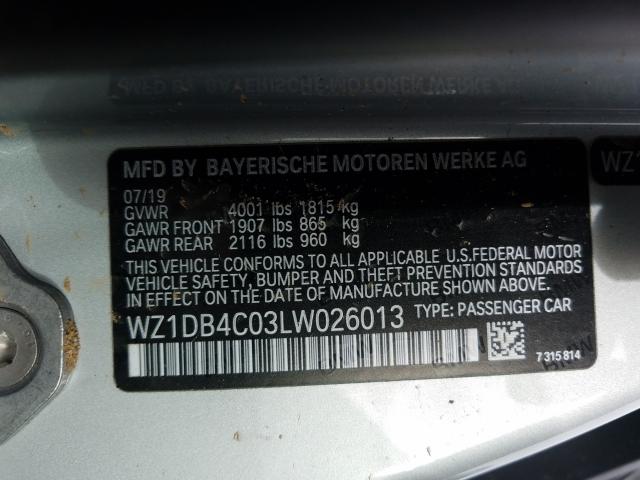 MFD BY BAYERISCHE MOTOREN WERKE AG
07/19
GVWR 4001 lbs 1815 kg
GAWR FRONT 1907 lbs 865 kg
GAWR REAR 2116 lbs 960 kg
THIS VEHICLE CONFORMS TO ALL APPLICABLE U.S.FEDERAL MOTOR
VEHICLE SAFETY, BUMPER AND THEFT PREVENTION STANDARDS
IN EFFECT ON THE DATE OF MANUFACTURE SHOWN ABOVE.
WZ1DB4C03LW026013 TYPE: PASSENGER CAR
7 315 814
WZ1